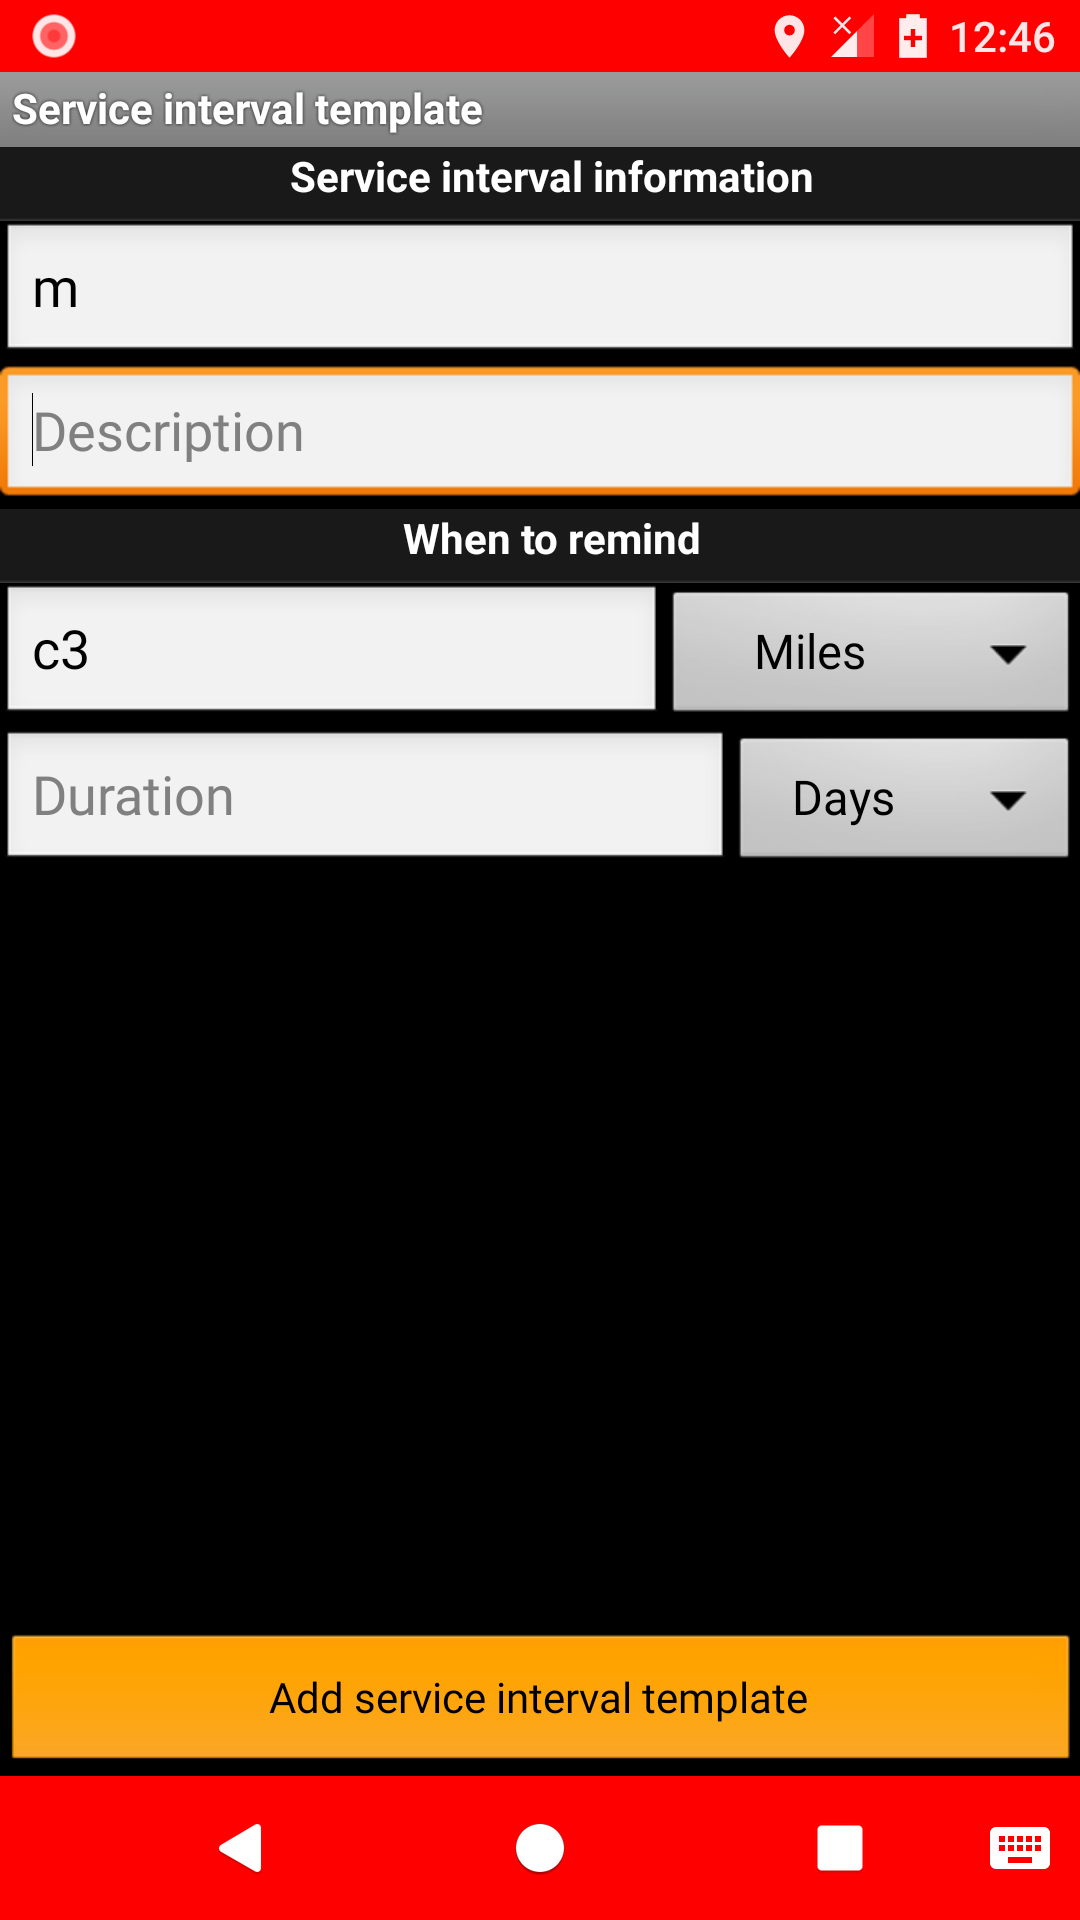 12:46
Service interval template
Service interval information
m
Description
When to remind
c3 Miles
Duration Days
Add service interval template